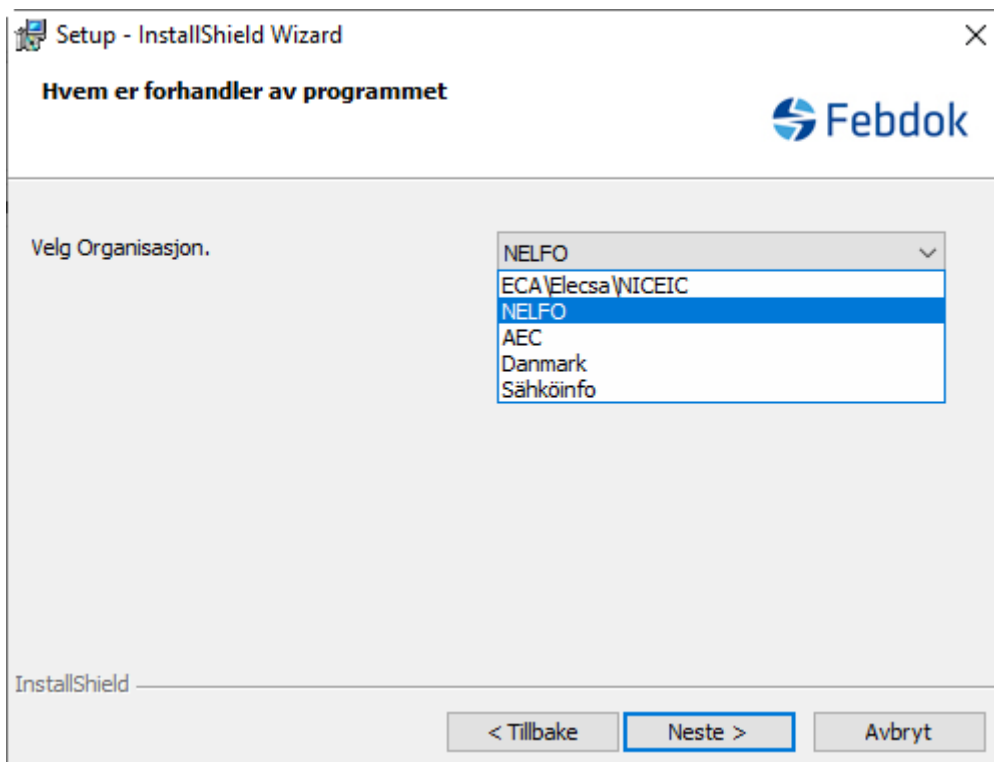 Setup - InstallShield Wizard
Hvem er forhandler av programmet
Febdok
Velg Organisasjon.
NELFO
ECA\Elecsa\NICEIC
NELFO
AEC
Danmark
Sähköinfo
InstallShield
< Tillbake
Neste >
Avbryt